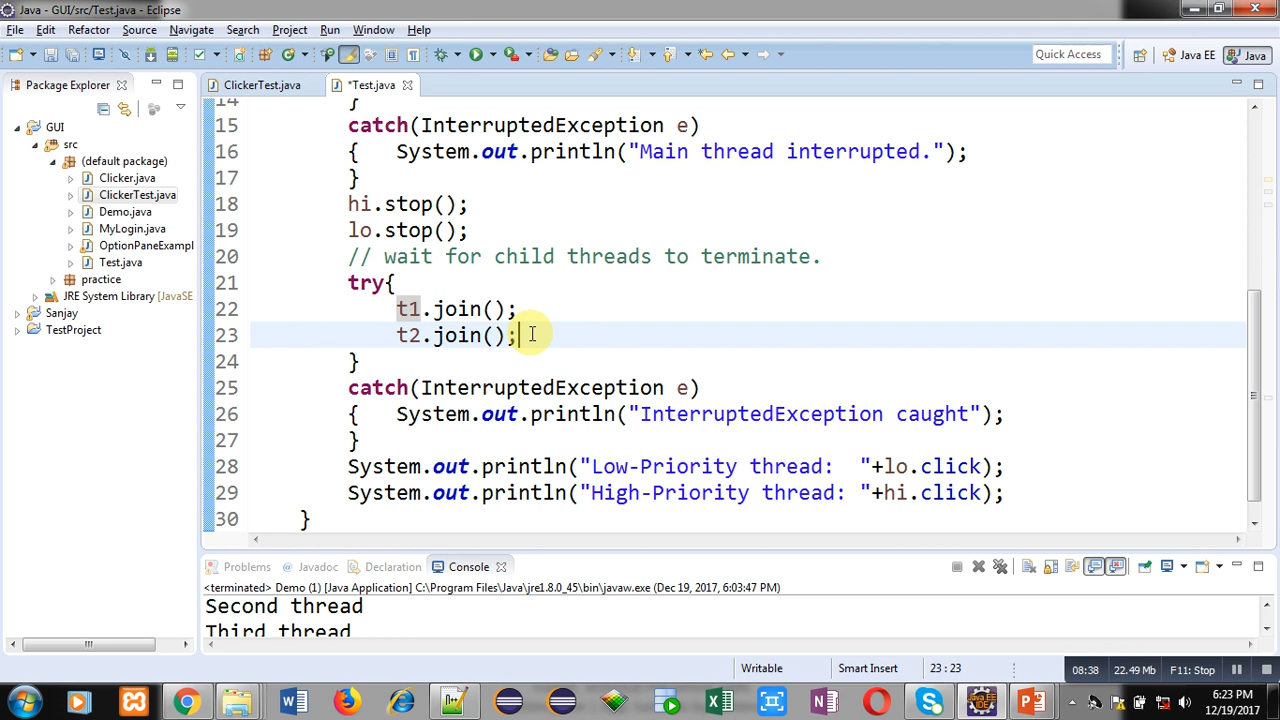 Java - GUI/src/Test.java - Eclipse
File Edit Refactor Source Navigate Search Project Run Window Help
Quick Access
Java EE
Java
Package Explorer
ClickerTest.java
*Test.java
GUI
src
(default package)
Clicker.java
ClickerTest.java
Demo.java
MyLogin.java
OptionPaneExampl
Test.java
practice
JRE System Library [JavaSE
Sanjay
TestProject
14 }
15 catch(InterruptedException e)
16 { System.out.println("Main thread interrupted.");
17 }
18 hi.stop();
19 lo.stop();
20 // wait for child threads to terminate.
21 try{
22 t1.join();
23 t2.join();
24 }
25 catch(InterruptedException e)
26 { System.out.println("InterruptedException caught");
27 }
28 System.out.println("Low-Priority thread:  "+lo.click);
29 System.out.println("High-Priority thread: "+hi.click);
30 }
Problems Javadoc Declaration Console
<terminated> Demo (1) [Java Application] C:\Program Files\Java\jre1.8.0_45\bin\javaw.exe (Dec 19, 2017, 6:03:47 PM)
Second thread
Third thread
Writable
Smart Insert
23 : 23
08:38
22.49 Mb
F11: Stop
6:23 PM
12/19/2017